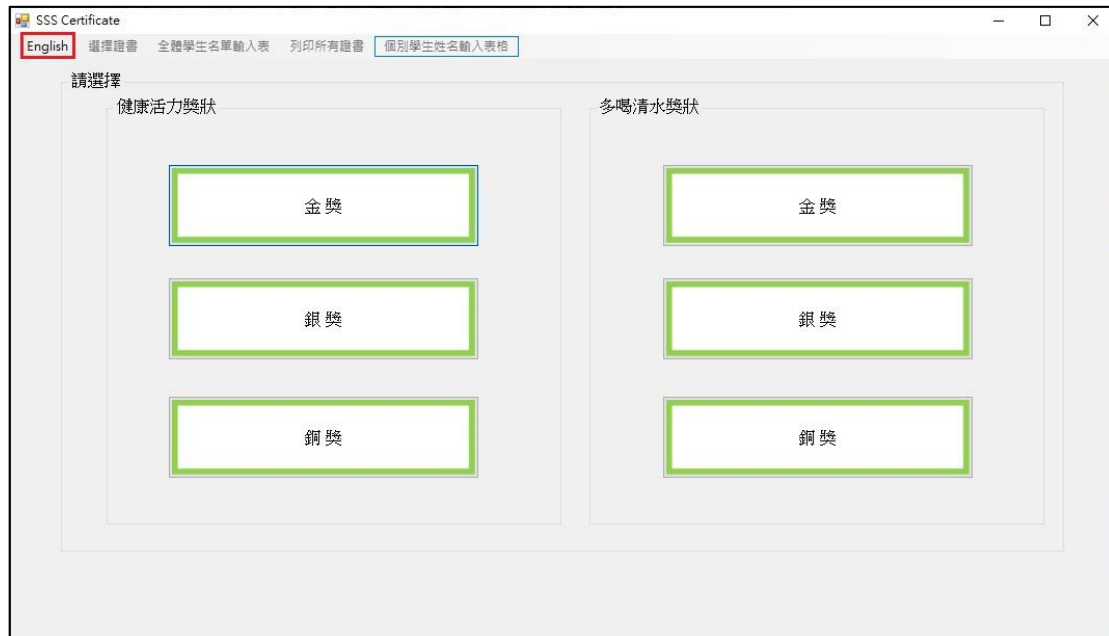 SSS Certificate
English 選擇證書 全體學生名單輸入表 列印所有證書 個別學生姓名輸入表格
請選擇
健康活力獎狀
金獎
銀獎
銅獎
多喝清水獎狀
金獎
銀獎
銅獎